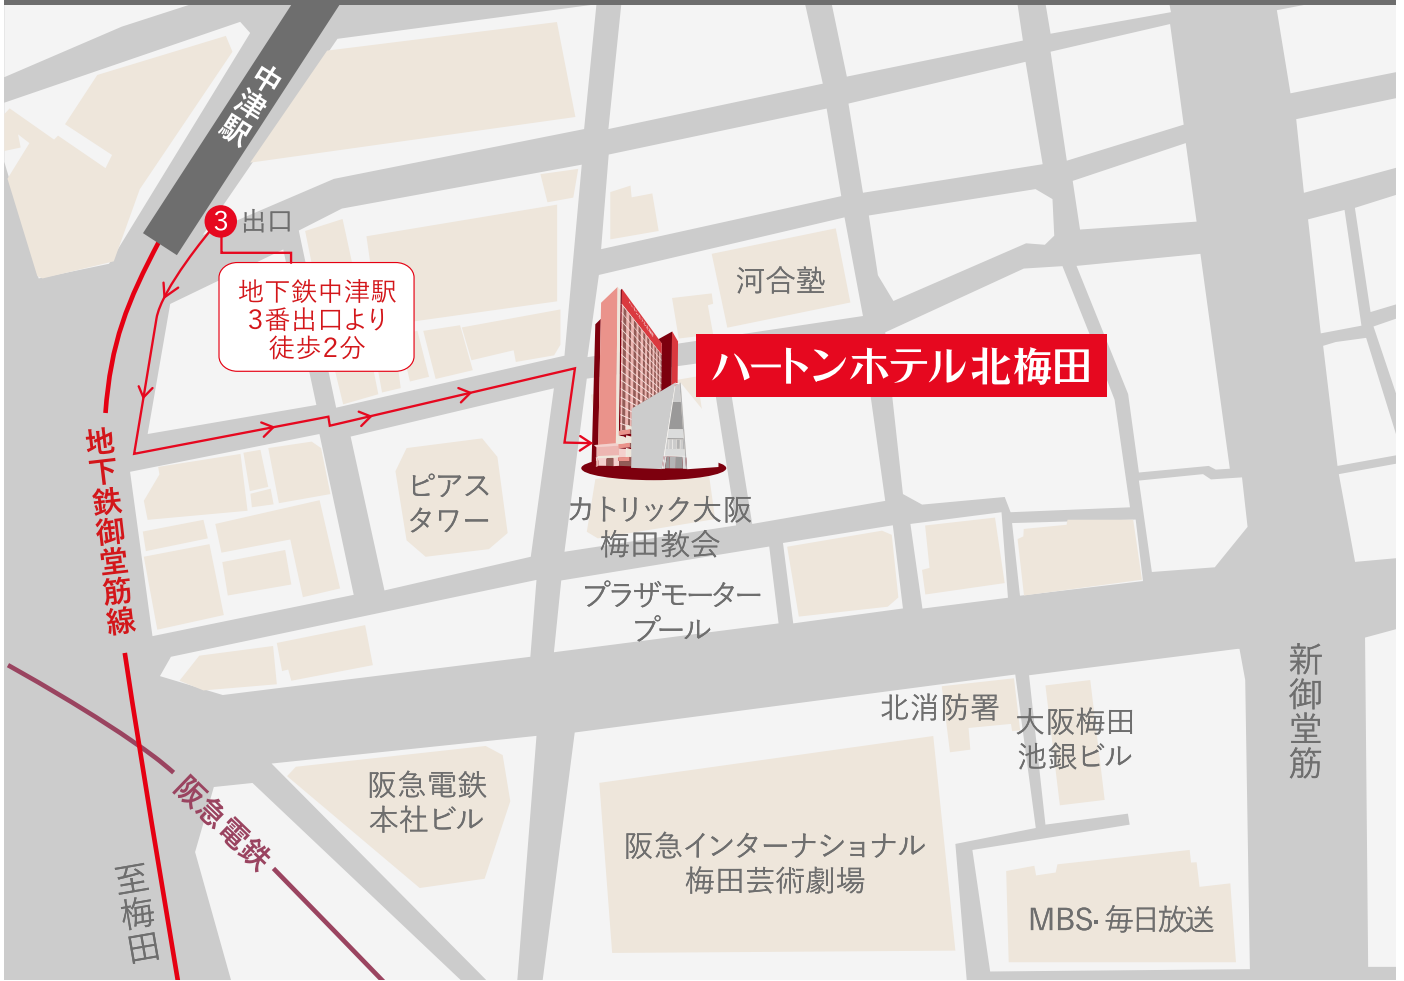 中津駅
3
出口
地下鉄中津駅
3番出口より
徒歩2分
河合塾
ハートンホテル北梅田
地下鉄御堂筋線
ピアス
タワー
カトリック大阪
梅田教会
プラザモーター
プール
新御堂筋
北消防署
大阪梅田
池銀ビル
阪急電鉄
阪急電鉄
本社ビル
阪急インターナショナル
梅田芸術劇場
至梅田
MBS・毎日放送